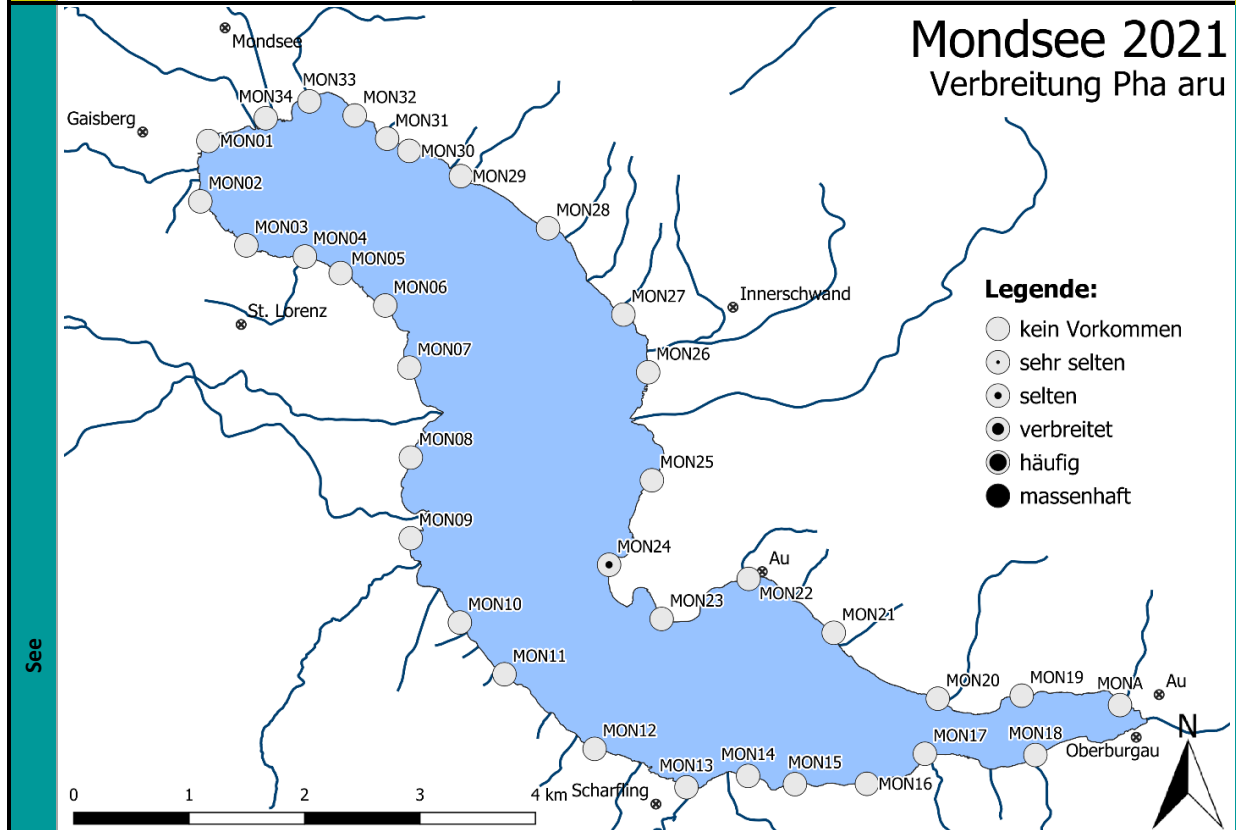 Mondsee 2021
Verbreitung Pha aru
Mondsee
MON33
MON34
MON32
Gaisberg
MON31
MON01
MON30
MON29
MON02
MON28
MON03
MON04
MON05
MON06
MON27
Innerschwand
St. Lorenz
MON26
MON07
Legende:
kein Vorkommen
sehr selten
selten
verbreitet
häufig
massenhaft
MON08
MON25
MON09
MON24
Au
MON22
MON23
MON10
MON21
MON11
See
MON20
MON19
MONA
Au
N
MON12
MON17
MON18
Oberburgau
MON13
MON14
MON15
MON16
Scharfling
0 1 2 3 4 km